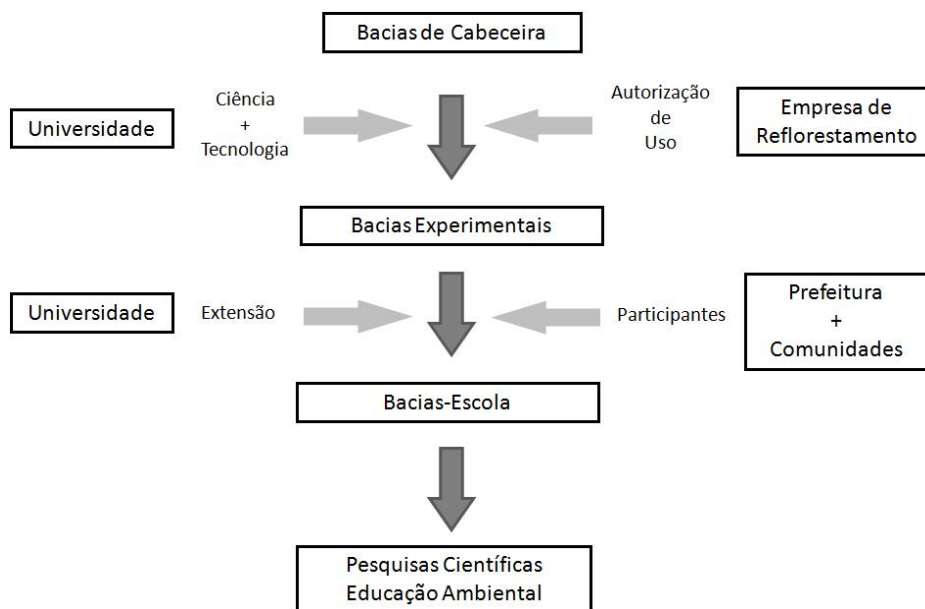 Bacias de Cabeceira
Universidade
Ciência
+
Tecnologia
Autorização
de
Uso
Empresa de
Reflorestamento
Bacias Experimentais
Universidade
Extensão
Participantes
Prefeitura
+
Comunidades
Bacias-Escola
Pesquisas Científicas
Educação Ambiental